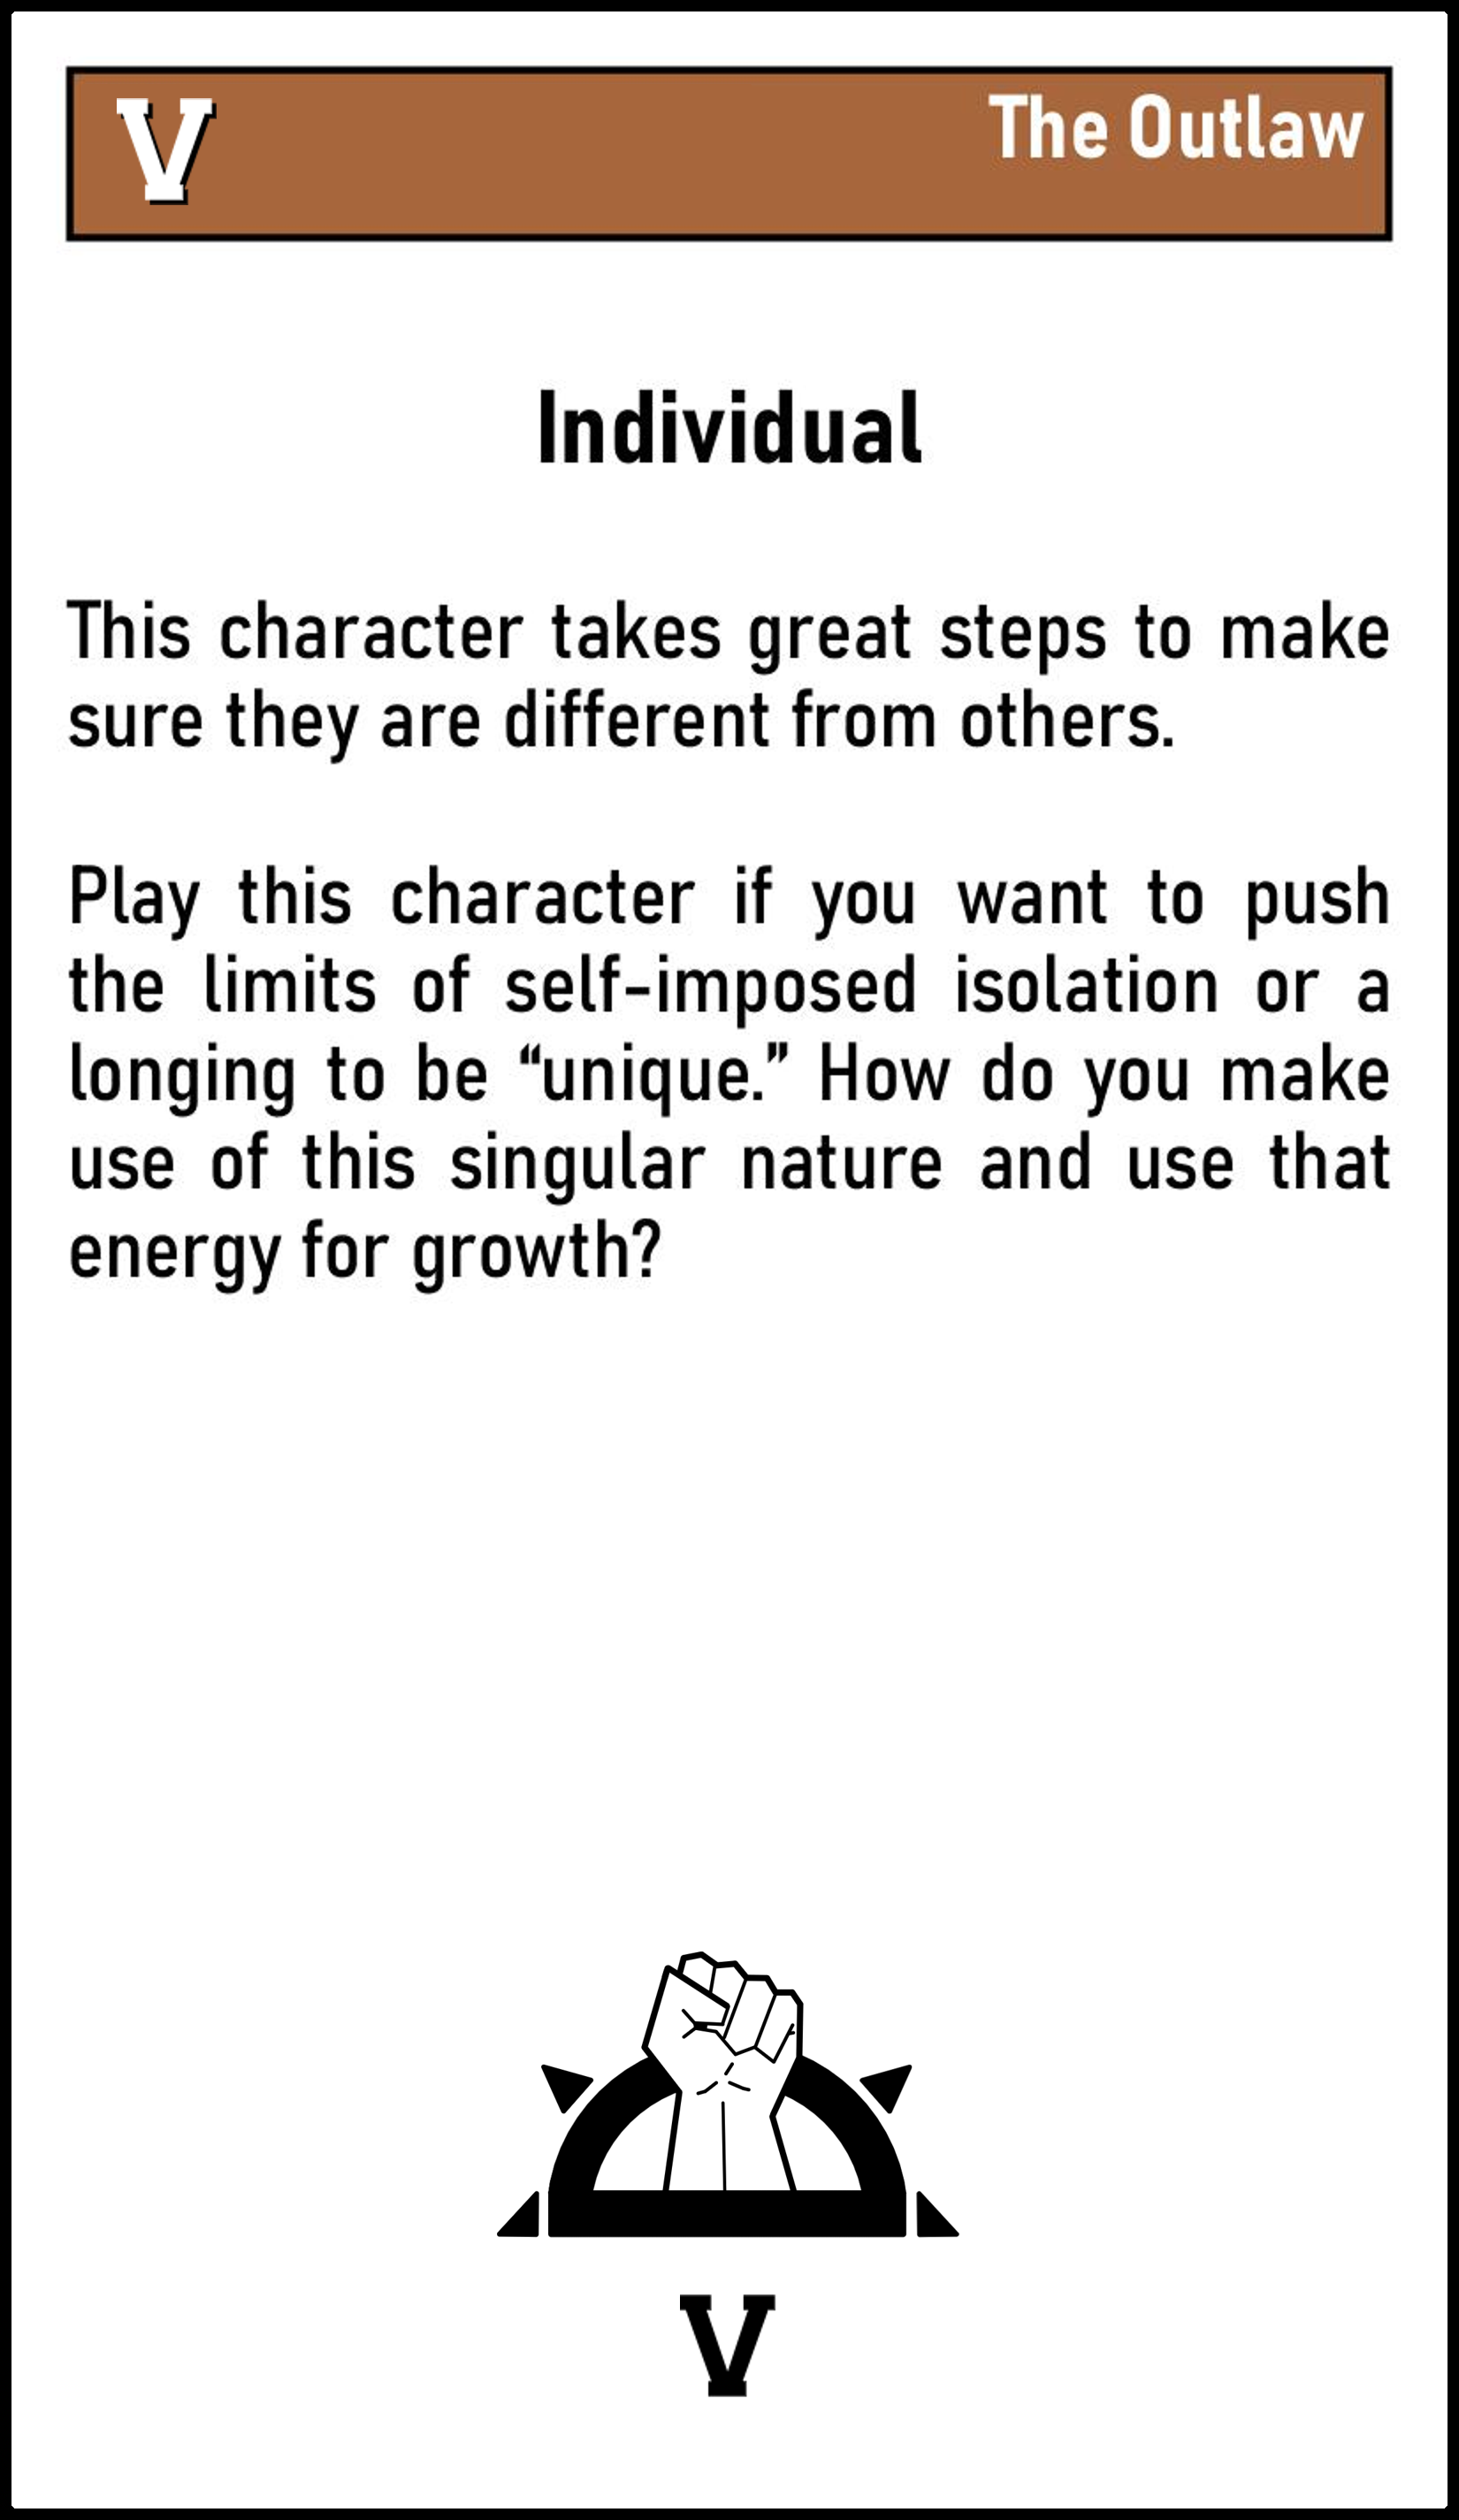 V
The Outlaw
Individual
This character takes great steps to make
sure they are different from others.
Play this character if you want to push
the limits of self-imposed isolation or a
longing to be “unique.” How do you make
use of this singular nature and use that
energy for growth?
V